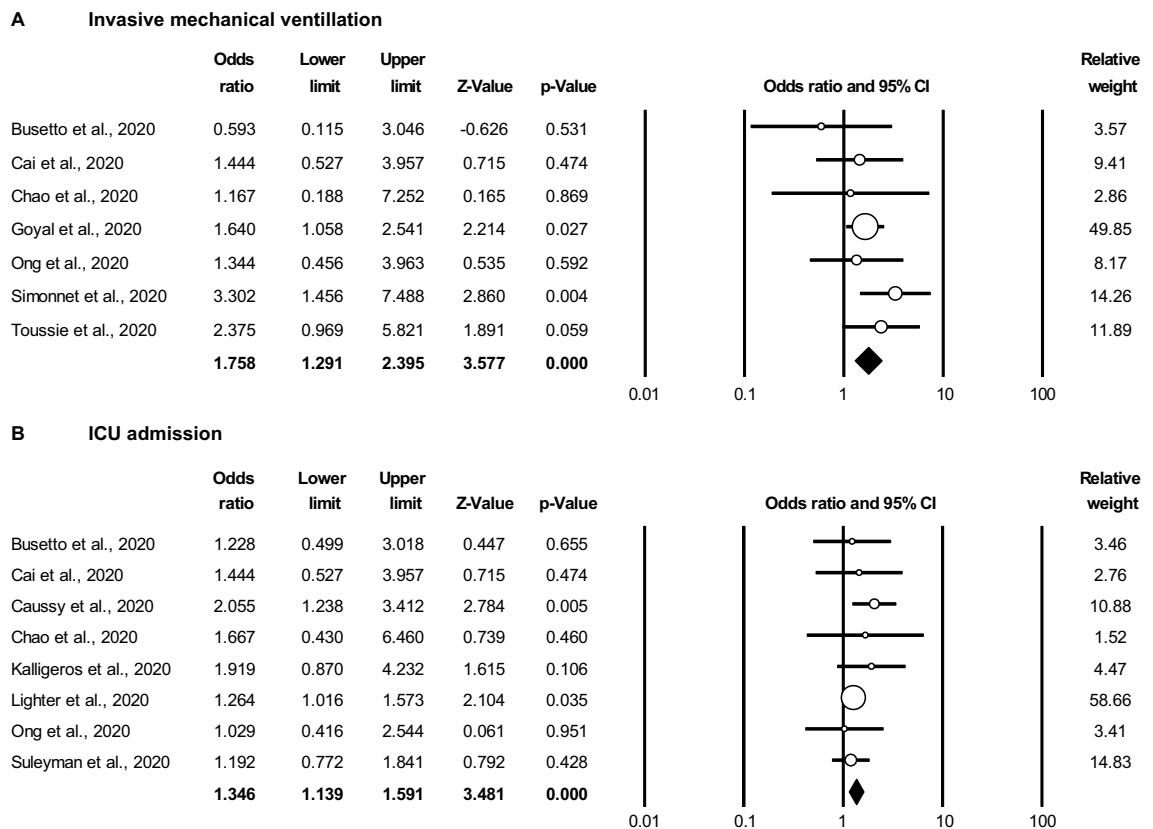 A Invasive mechanical ventillation
Odds Lower Upper Relative
ratio limit limit Z-Value p-Value Odds ratio and 95% CI weight
Busetto et al., 2020 0.593 0.115 3.046 -0.626 0.531 3.57
Cai et al., 2020 1.444 0.527 3.957 0.715 0.474 9.41
Chao et al., 2020 1.167 0.188 7.252 0.165 0.869 2.86
Goyal et al., 2020 1.640 1.058 2.541 2.214 0.027 49.85
Ong et al., 2020 1.344 0.456 3.963 0.535 0.592 8.17
Simonnet et al., 2020 3.302 1.456 7.488 2.860 0.004 14.26
Toussie et al., 2020 2.375 0.969 5.821 1.891 0.059 11.89
1.758 1.291 2.395 3.577 0.000
0.01 0.1 1 10 100
B ICU admission
Odds Lower Upper Relative
ratio limit limit Z-Value p-Value Odds ratio and 95% CI weight
Busetto et al., 2020 1.228 0.499 3.018 0.447 0.655 3.46
Cai et al., 2020 1.444 0.527 3.957 0.715 0.474 2.76
Caussy et al., 2020 2.055 1.238 3.412 2.784 0.005 10.88
Chao et al., 2020 1.667 0.430 6.460 0.739 0.460 1.52
Kalligeros et al., 2020 1.919 0.870 4.232 1.615 0.106 4.47
Lighter et al., 2020 1.264 1.016 1.573 2.104 0.035 58.66
Ong et al., 2020 1.029 0.416 2.544 0.061 0.951 3.41
Suleyman et al., 2020 1.192 0.772 1.841 0.792 0.428 14.83
1.346 1.139 1.591 3.481 0.000
0.01 0.1 1 10 100